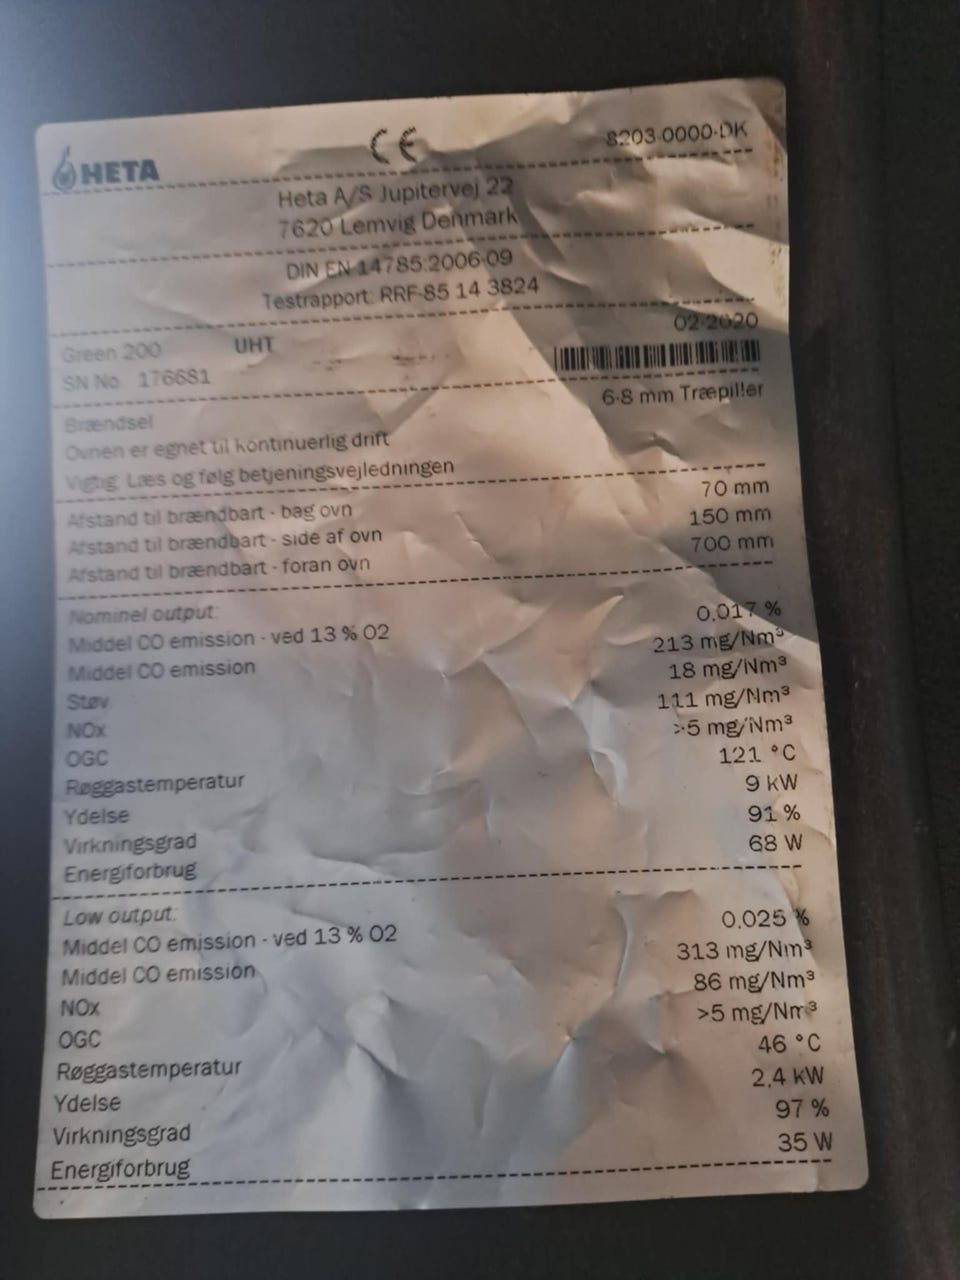 HETA CE 8203-0000-DK
Heta A/S Jupitervej 22
7620 Lemvig Denmark
DIN EN 14785:2006-09
Testrapport: RRF-85 14 3824
02-2020
Green 200 UHT
SN No. 176681
Brændsel 6-8 mm Træpiller
Ovnen er egnet til kontinuerlig drift
Vigtig: Læs og følg betjeningsvejledningen
Afstand til brændbart - bag ovn 70 mm
Afstand til brændbart - side af ovn 150 mm
Afstand til brændbart - foran ovn 700 mm
Nominel output:
Middel CO emission - ved 13 % O2 0,017 %
Middel CO emission 213 mg/Nm³
Støv 18 mg/Nm³
NOx 111 mg/Nm³
OGC >5 mg/Nm³
Røggastemperatur 121 °C
Ydelse 9 kW
Virkningsgrad 91 %
Energiforbrug 68 W
Low output:
Middel CO emission - ved 13 % O2 0,025 %
Middel CO emission 313 mg/Nm³
NOx 86 mg/Nm³
OGC >5 mg/Nm³
Røggastemperatur 46 °C
Ydelse 2,4 kW
Virkningsgrad 97 %
Energiforbrug 35 W